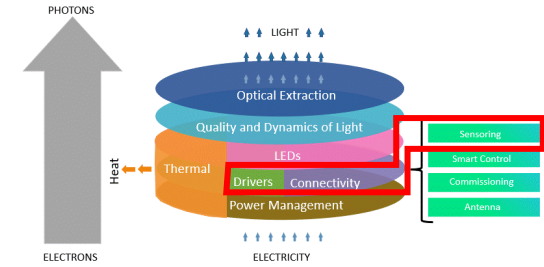 PHOTONS
LIGHT
Optical Extraction
Quality and Dynamics of Light
Sensoring
LEDs
Smart Control
Thermal
Heat
Drivers
Connectivity
Commissioning
Power Management
Antenna
ELECTRONS
ELECTRICITY